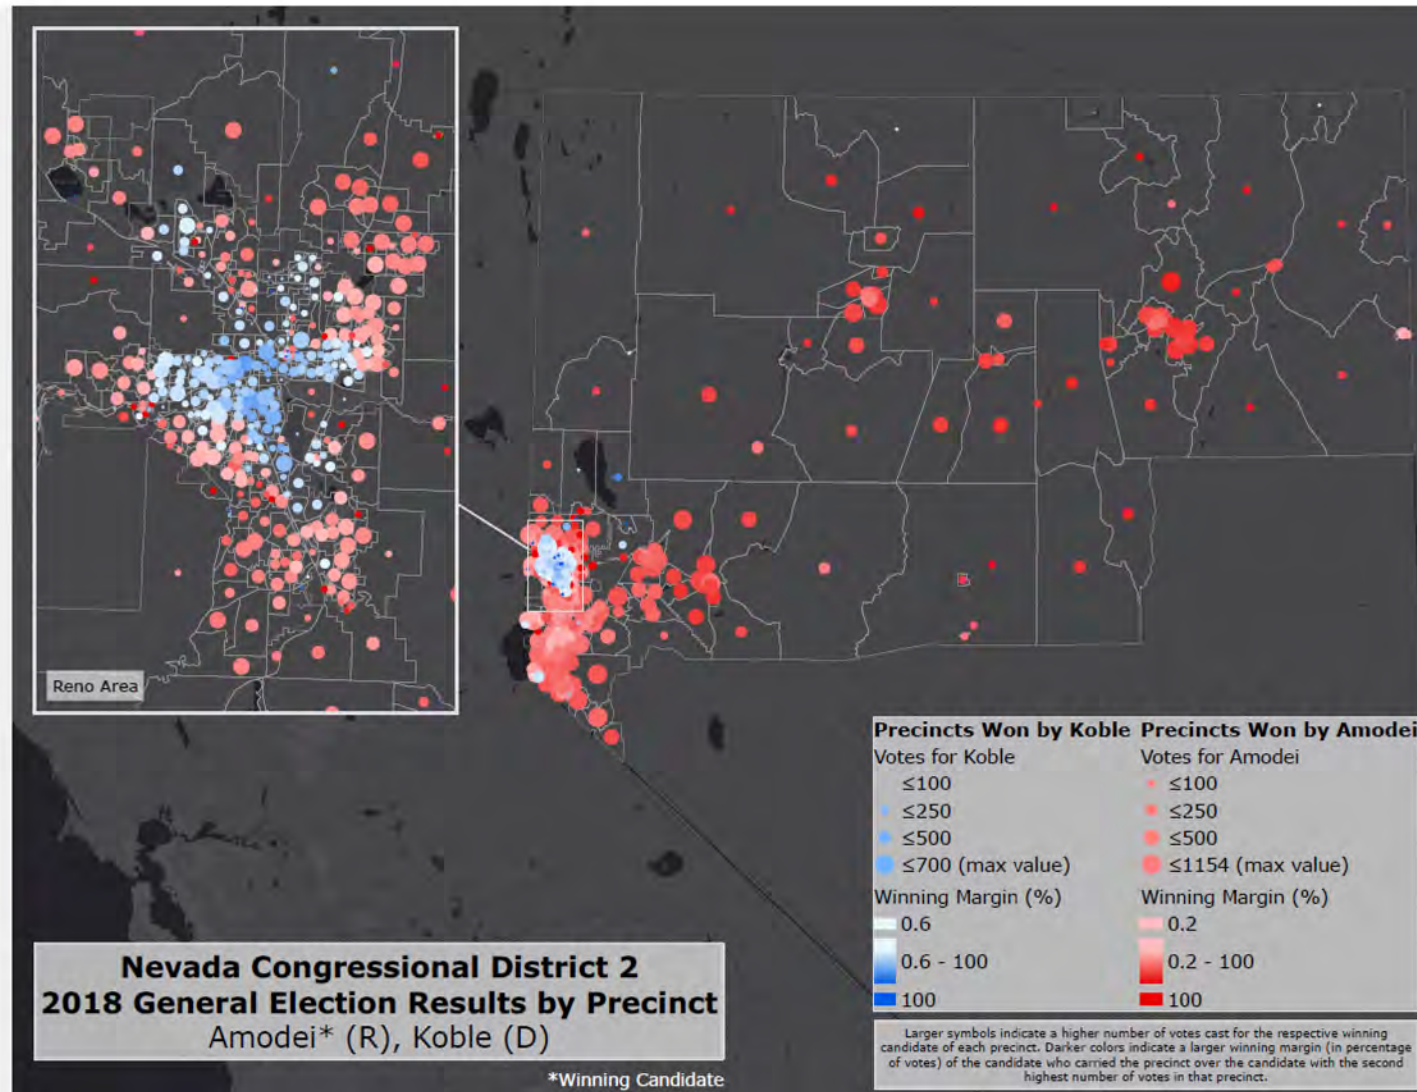 Reno Area
Precincts Won by Koble
Votes for Koble
≤100
≤250
≤500
≤700 (max value)
Winning Margin (%)
0.6
0.6 - 100
100
Precincts Won by Amodei
Votes for Amodei
≤100
≤250
≤500
≤1154 (max value)
Winning Margin (%)
0.2
0.2 - 100
100
Nevada Congressional District 2
2018 General Election Results by Precinct
Amodei* (R), Koble (D)
*Winning Candidate
Larger symbols indicate a higher number of votes cast for the respective winning
candidate of each precinct. Darker colors indicate a larger winning margin (in percentage
of votes) of the candidate who carried the precinct over the candidate with the second
highest number of votes in that precinct.